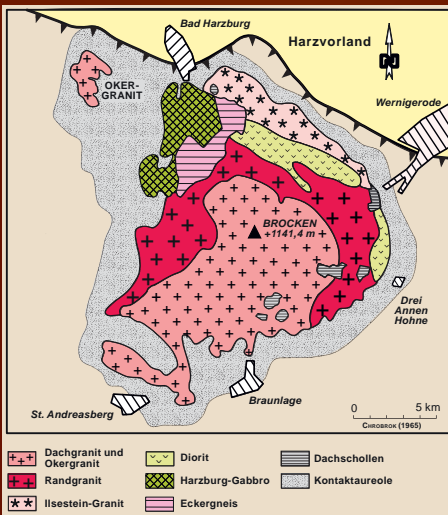 Bad Harzburg
Harzvorland
N
Wernigerode
OKER-
GRANIT
BROCKEN
+1141,4 m
Drei
Annen
Hohne
St. Andreasberg
Braunlage
0 5 km
CHROBROK (1965)
Dachgranit und
Okergranit
Diorit
Dachschollen
Randgranit
Harzburg-Gabbro
Kontaktaureole
Ilsestein-Granit
Eckergneis